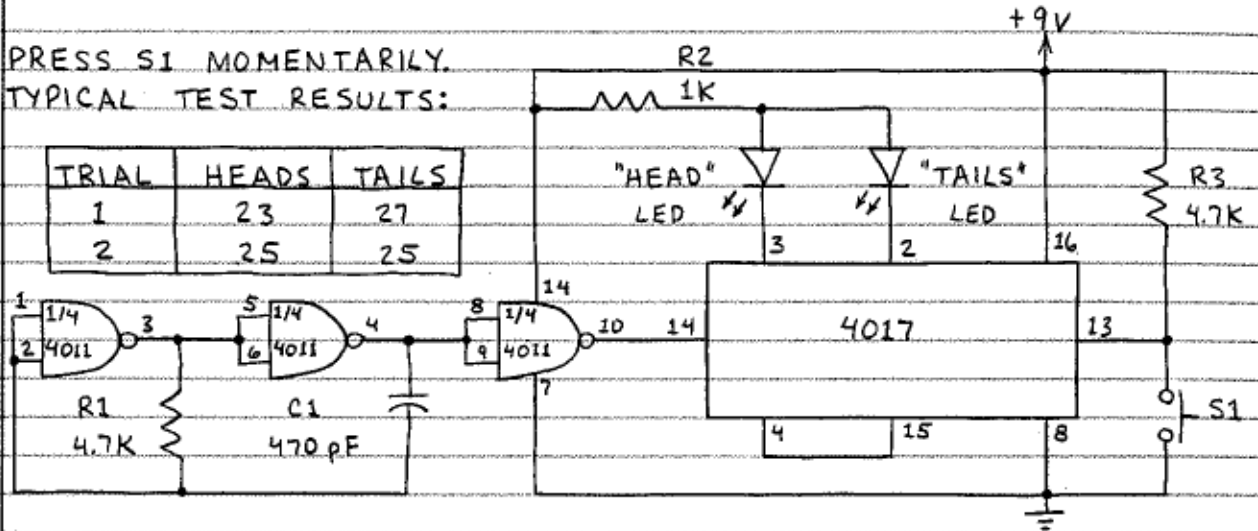 PRESS S1 MOMENTARILY.
TYPICAL TEST RESULTS:
TRIAL HEADS TAILS
1 23 27
2 25 25
+9V
R2
1K
"HEAD"
LED
"TAILS"
LED
R3
4.7K
3
2
16
1
2
1/4
4011
3
5
6
1/4
4011
4
8
9
14
1/4
4011
10
7
14
4017
13
4
15
8
S1
R1
4.7K
C1
470 pF